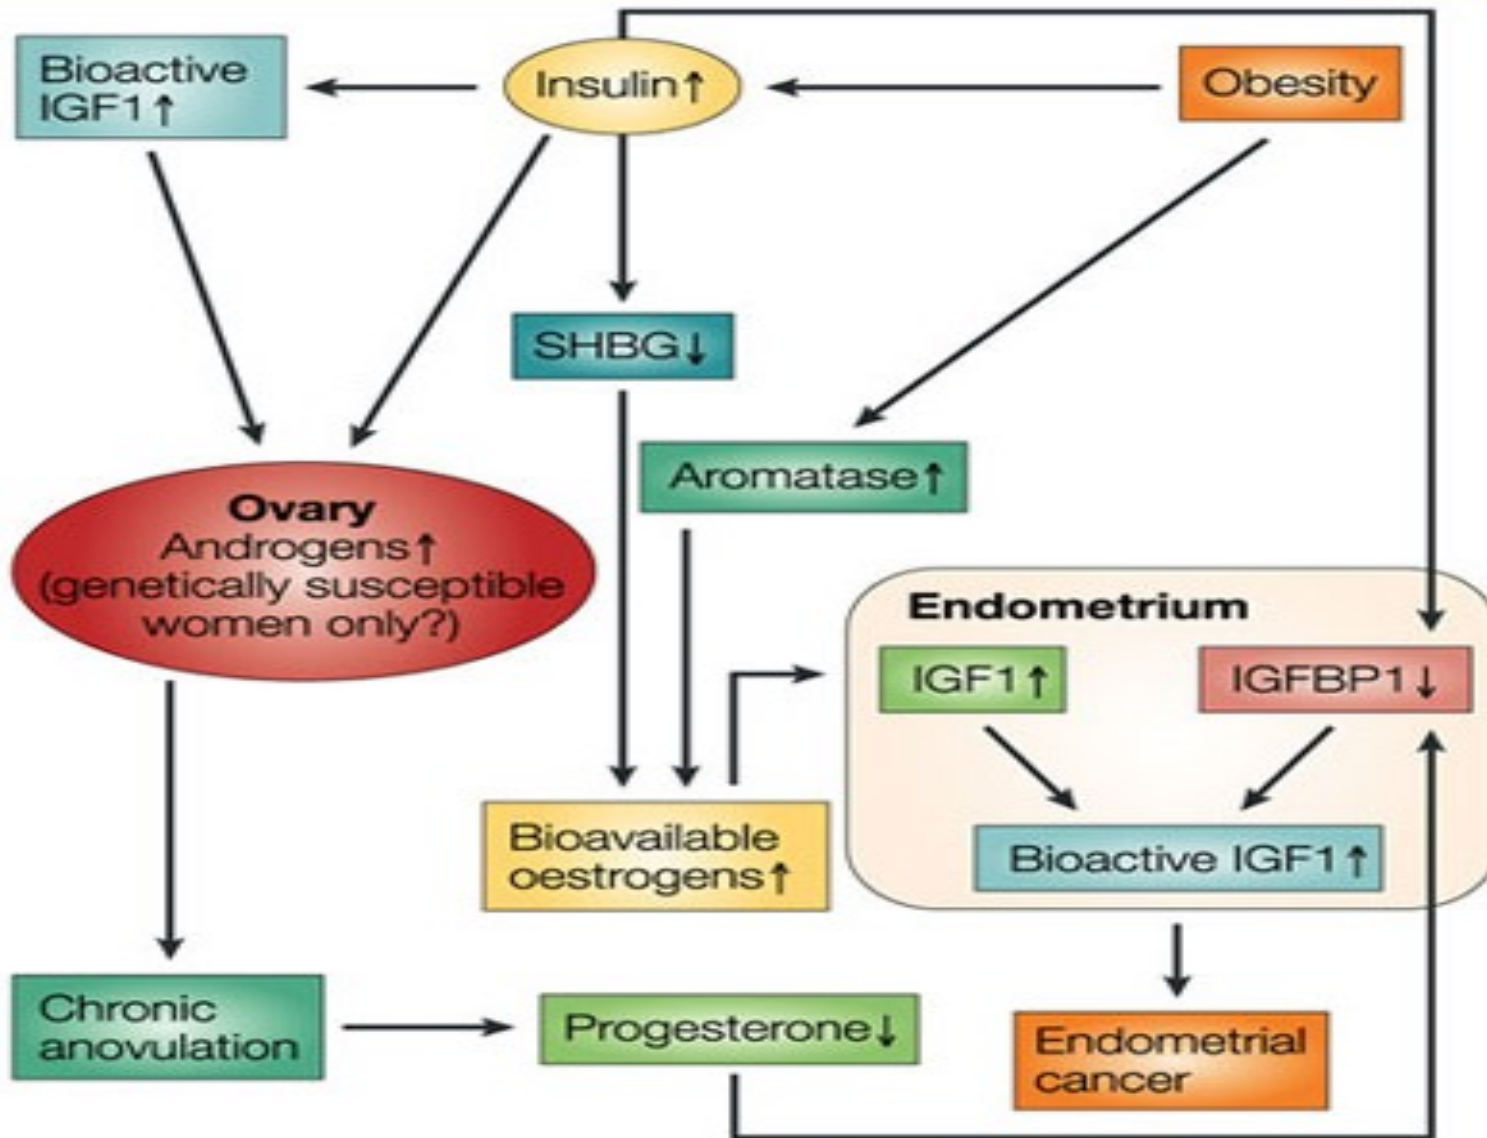 Bioactive
IGF1↑
Insulin↑
Obesity
SHBG↓
Aromatase↑
Ovary
Androgens↑
(genetically susceptible
women only?)
Endometrium
IGF1↑
IGFBP1↓
Bioactive IGF1↑
Bioavailable
oestrogens↑
Chronic
anovulation
Progesterone↓
Endometrial
cancer